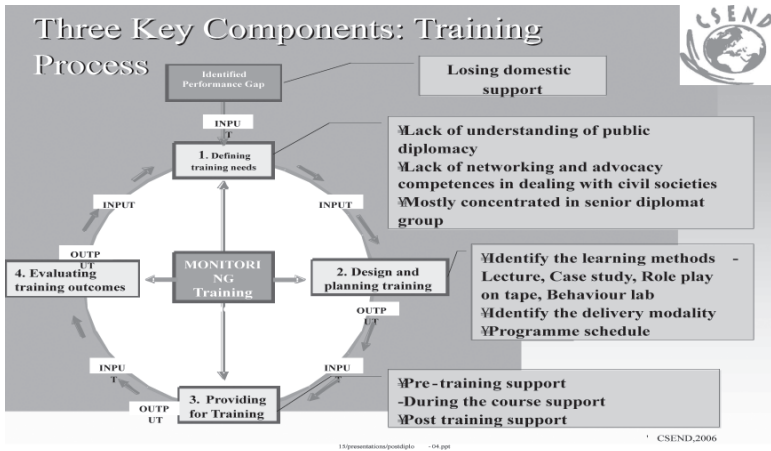 Three Key Components: Training
Process
CSEND
Identified
Performance Gap
Losing domestic
support
INPU
T
1. Defining
training needs
¥Lack of understanding of public
diplomacy
¥Lack of networking and advocacy
competences in dealing with civil societies
¥Mostly concentrated in senior diplomat
group
INPUT
INPUT
OUTP
UT
4. Evaluating
training outcomes
MONITORI
NG
Training
2. Design and
planning training
¥Identify the learning methods -
Lecture, Case study, Role play
on tape, Behaviour lab
¥Identify the delivery modality
¥Programme schedule
OUTP
UT
INPU
T
INPU
T
3. Providing
for Training
OUTP
UT
¥Pre-training support
-During the course support
¥Post training support
' CSEND,2006
15/presentations/postdiplo -04.ppt